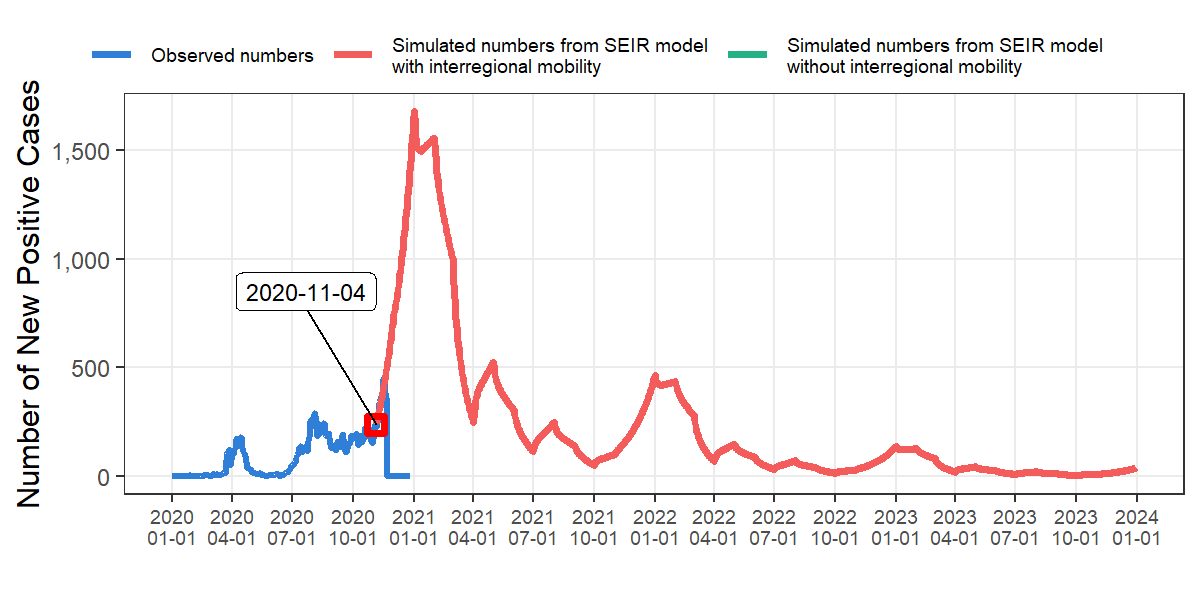 Observed numbers
Simulated numbers from SEIR model
with interregional mobility
Simulated numbers from SEIR model
without interregional mobility
Number of New Positive Cases
1,500
1,000
500
0
2020-11-04
2020 2020 2020 2020 2021 2021 2021 2021 2022 2022 2022 2022 2023 2023 2023 2023 2024
01-01 04-01 07-01 10-01 01-01 04-01 07-01 10-01 01-01 04-01 07-01 10-01 01-01 04-01 07-01 10-01 01-01